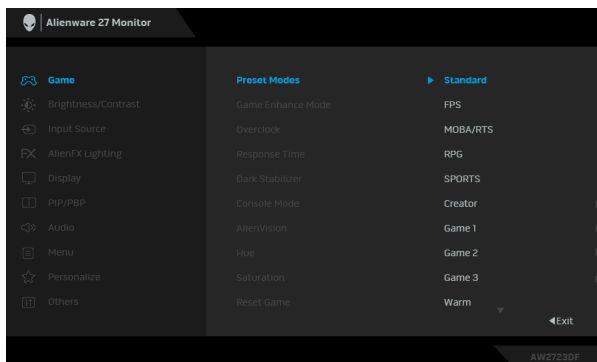 Alienware 27 Monitor
Game
Preset Modes
Standard
Brightness/Contrast
Game Enhance Mode
FPS
Input Source
Overclock
MOBA/RTS
FX
AlienFX Lighting
Response Time
RPG
Display
Dark Stabilizer
SPORTS
PIP/PBP
Console Mode
Creator
Audio
AlienVision
Game 1
Menu
Hue
Game 2
Personalize
Saturation
Game 3
Others
Reset Game
Warm
Exit
AW2723DF